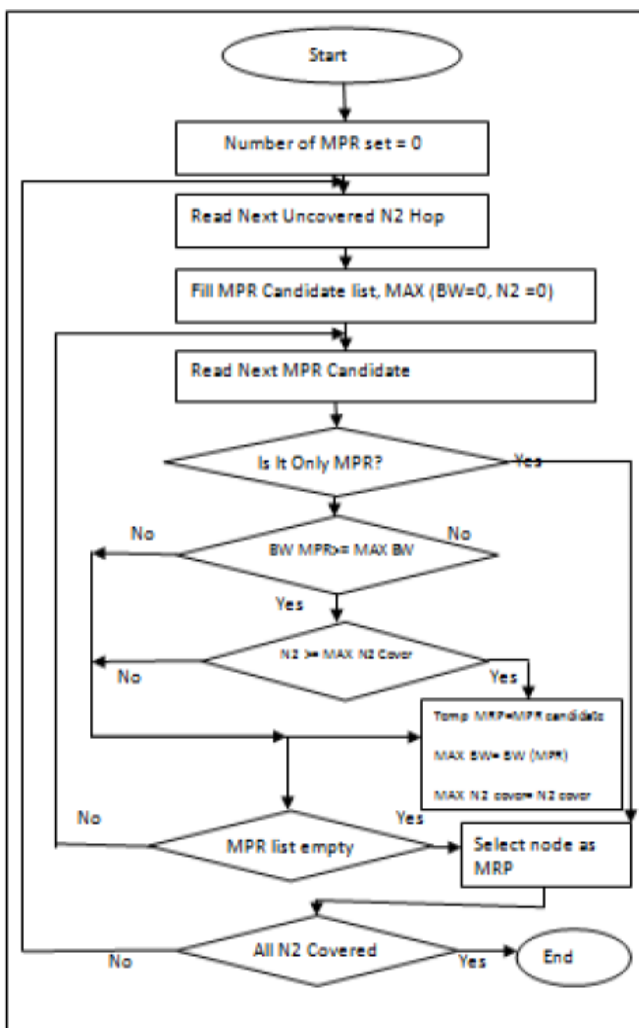 Start
Number of MPR set = 0
Read Next Uncovered N2 Hop
Fill MPR Candidate list, MAX (BW=0, N2 =0)
Read Next MPR Candidate
Is It Only MPR?
Yes
No
BW MPR>= MAX BW
No
Yes
N2 >= MAX N2 Cover
No
Yes
Temp MRP=MPR candidate
MAX BW= BW (MPR)
MAX N2 cover= N2 cover
No
Yes
MPR list empty
Select node as
MRP
All N2 Covered
No
Yes
End